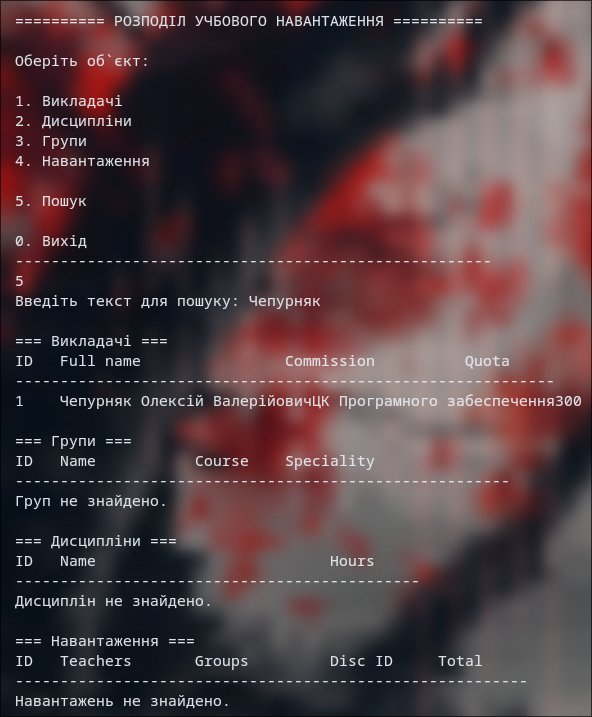 ========== РОЗПОДІЛ УЧБОВОГО НАВАНТАЖЕННЯ ==========
Оберіть об`єкт:
1. Викладачі
2. Дисципліни
3. Групи
4. Навантаження
5. Пошук
0. Вихід
-----------------------------------------------------
5
Введіть текст для пошуку: Чепурняк
=== Викладачі ===
ID   Full name                Commission          Quota
------------------------------------------------------------
1    Чепурняк Олексій ВалерійовичЦК Програмного забеспечення300
=== Групи ===
ID   Name           Course    Speciality
-------------------------------------------------------
Груп не знайдено.
=== Дисципліни ===
ID   Name                          Hours
---------------------------------------------
Дисциплін не знайдено.
=== Навантаження ===
ID   Teachers       Groups         Disc ID     Total
---------------------------------------------------------
Навантажень не знайдено.